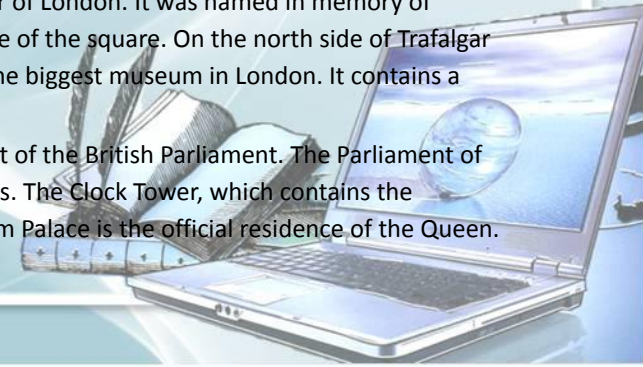 r of London. It was named in memory of
e of the square. On the north side of Trafalgar
he biggest museum in London. It contains a
t of the British Parliament. The Parliament of
s. The Clock Tower, which contains the
m Palace is the official residence of the Queen.